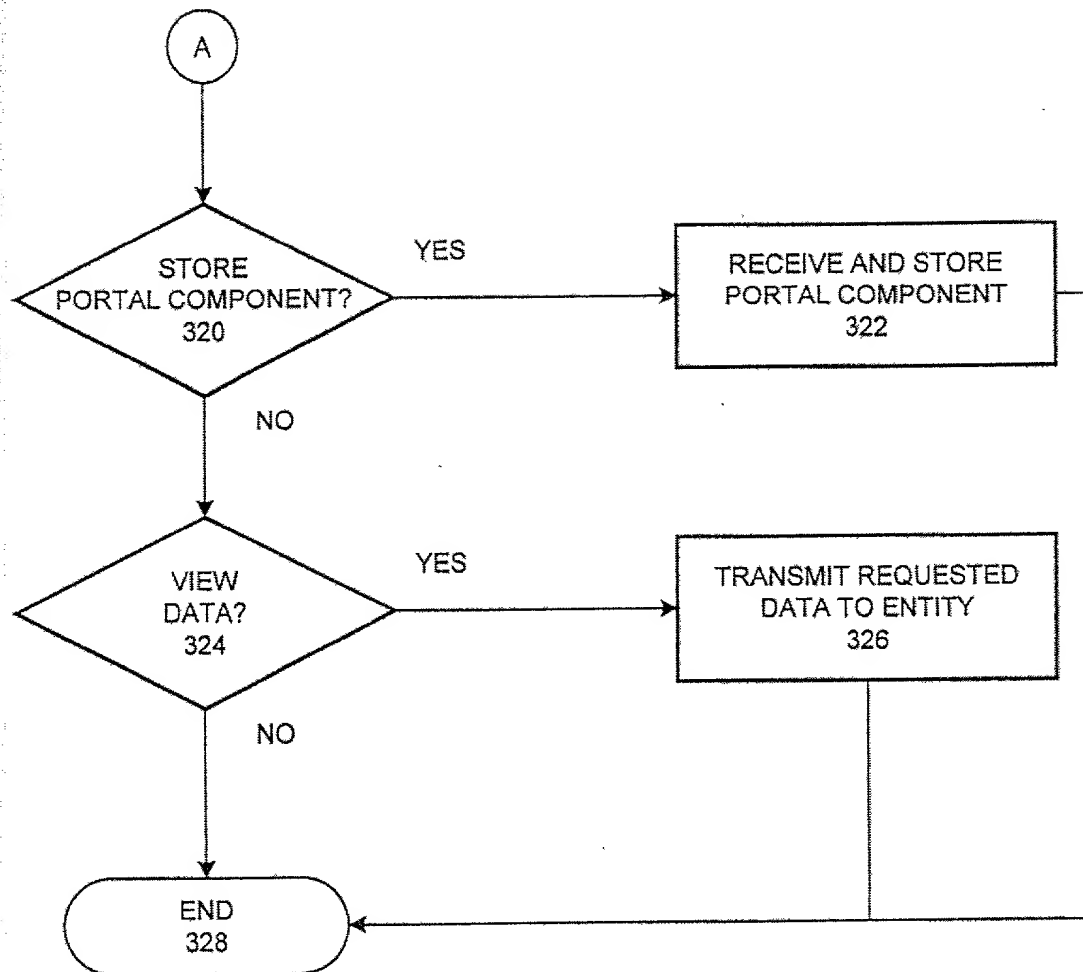 A
STORE
PORTAL COMPONENT?
320
YES
RECEIVE AND STORE
PORTAL COMPONENT
322
NO
VIEW
DATA?
324
YES
TRANSMIT REQUESTED
DATA TO ENTITY
326
NO
END
328